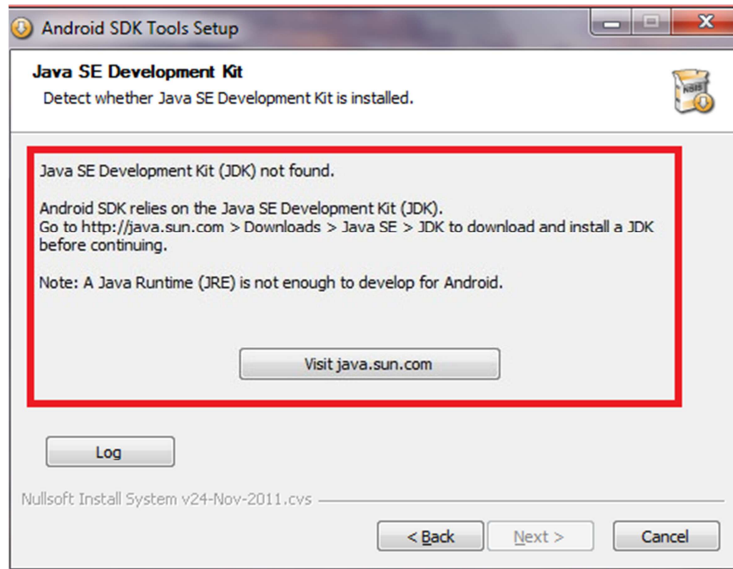 Android SDK Tools Setup
Java SE Development Kit
Detect whether Java SE Development Kit is installed.
NSIS
Java SE Development Kit (JDK) not found.
Android SDK relies on the Java SE Development Kit (JDK).
Go to http://java.sun.com > Downloads > Java SE > JDK to download and install a JDK
before continuing.
Note: A Java Runtime (JRE) is not enough to develop for Android.
Visit java.sun.com
Log
Nullsoft Install System v24-Nov-2011.cvs
< Back
Next >
Cancel